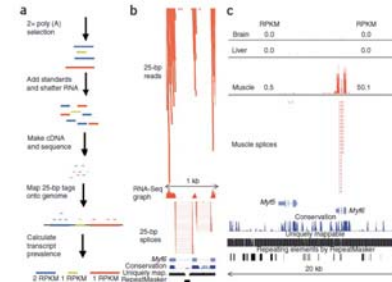 a
2× poly (A)
selection
Add standards
and shatter RNA
Make cDNA
and sequence
Map 25-bp tags
onto genome
Calculate
transcript
prevalence
2 RPKM 1 RPKM 1 RPKM
b
25-bp
reads
1 kb
RNA-Seq
graph
25-bp
splices
Myf6
Conservation
Uniquely map.
RepeatMasker
c
RPKM RPKM
Brain 0.0 0.0
Liver 0.0 0.0
Muscle 0.5 50.1
Muscle splices
Myf5
Myf6
Conservation
Uniquely mappable
Repeating elements by RepeatMasker
20 kb